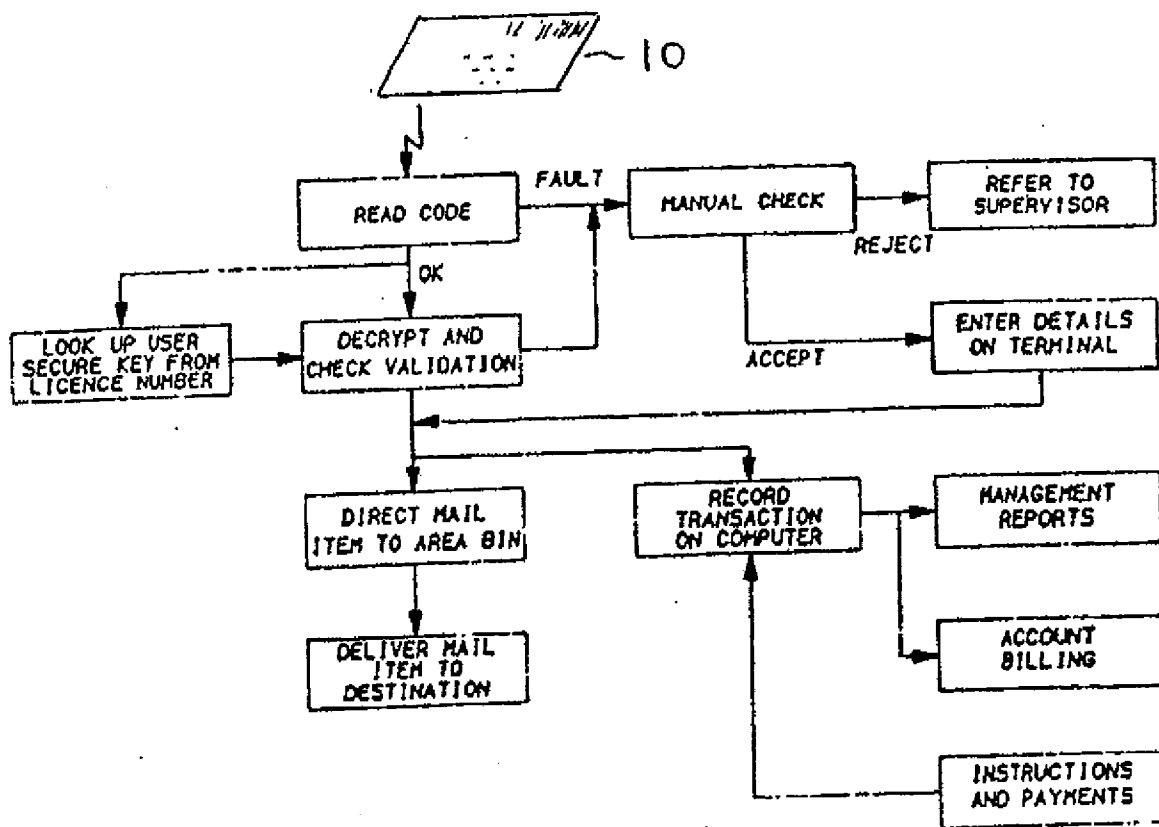 10
READ CODE
FAULT
MANUAL CHECK
REFER TO
SUPERVISOR
REJECT
OK
LOOK UP USER
SECURE KEY FROM
LICENCE NUMBER
DECRYPT AND
CHECK VALIDATION
ACCEPT
ENTER DETAILS
ON TERMINAL
DIRECT MAIL
ITEM TO AREA BIN
RECORD
TRANSACTION
ON COMPUTER
MANAGEMENT
REPORTS
DELIVER MAIL
ITEM TO
DESTINATION
ACCOUNT
BILLING
INSTRUCTIONS
AND PAYMENTS